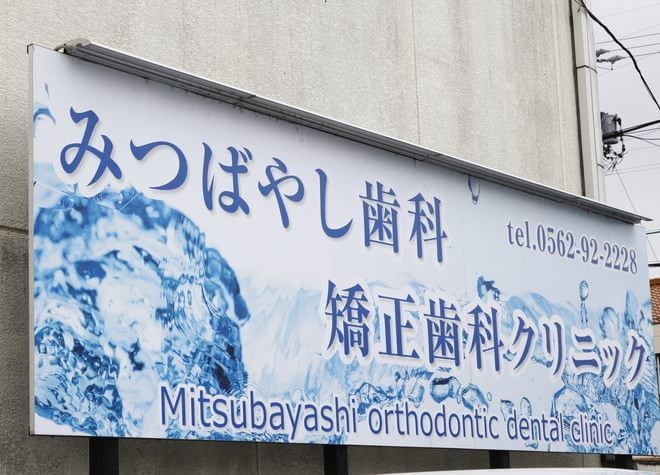 みつばやし歯科
tel.0562-92-2228
矯正歯科クリニック
Mitsubayashi orthodontic dental clinic